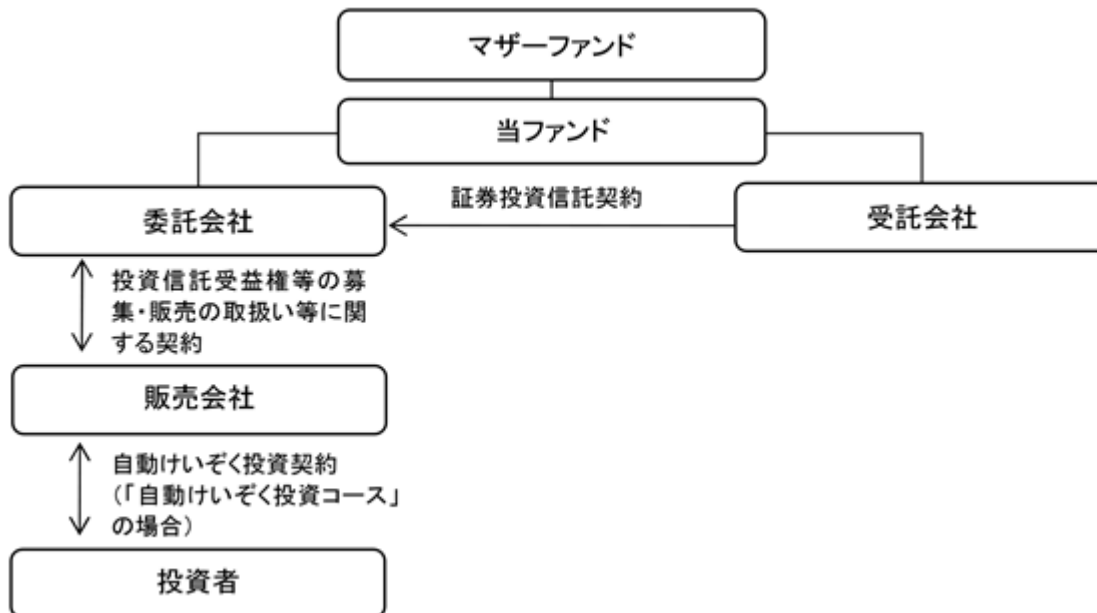 マザーファンド
当ファンド
証券投資信託契約
委託会社
受託会社
投資信託受益権等の募
集・販売の取扱い等に関
する契約
販売会社
自動けいぞく投資契約
(「自動けいぞく投資コース」
の場合)
投資者